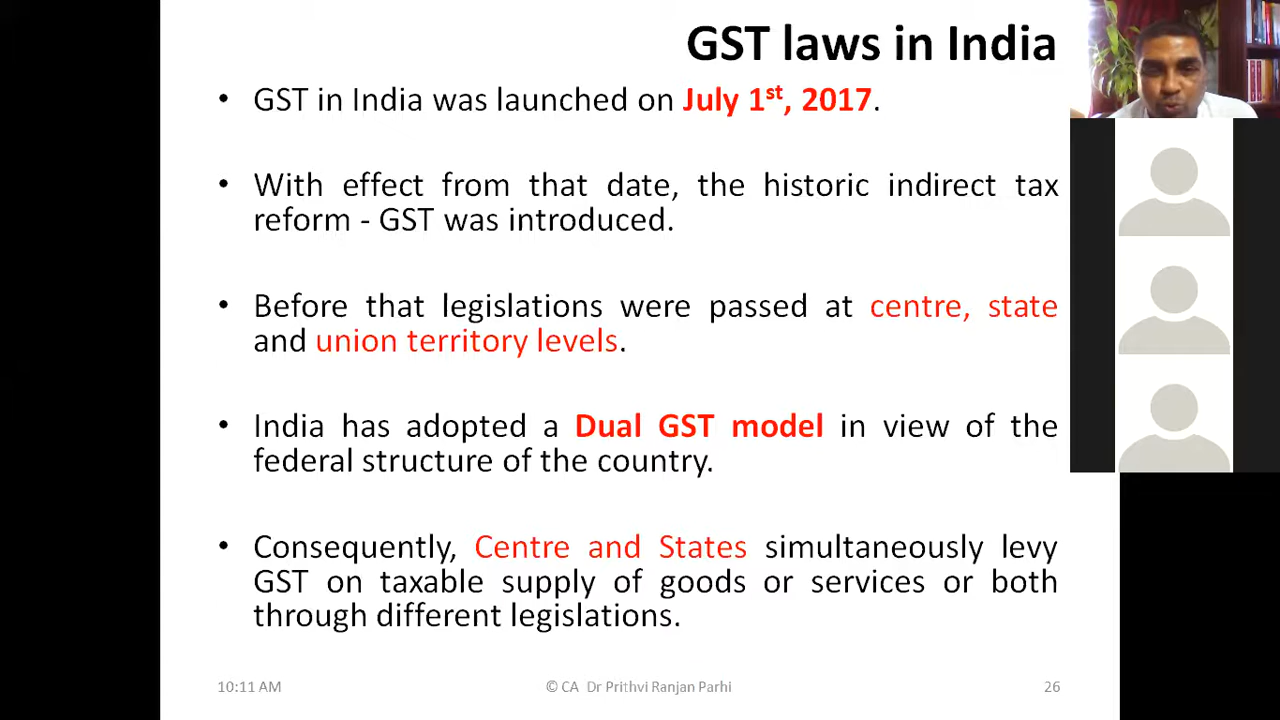 GST laws in India
• GST in India was launched on July 1st, 2017.
• With effect from that date, the historic indirect tax
reform - GST was introduced.
• Before that legislations were passed at centre, state
and union territory levels.
• India has adopted a Dual GST model in view of the
federal structure of the country.
• Consequently, Centre and States simultaneously levy
GST on taxable supply of goods or services or both
through different legislations.
10:11 AM
© CA Dr Prithvi Ranjan Parhi
26